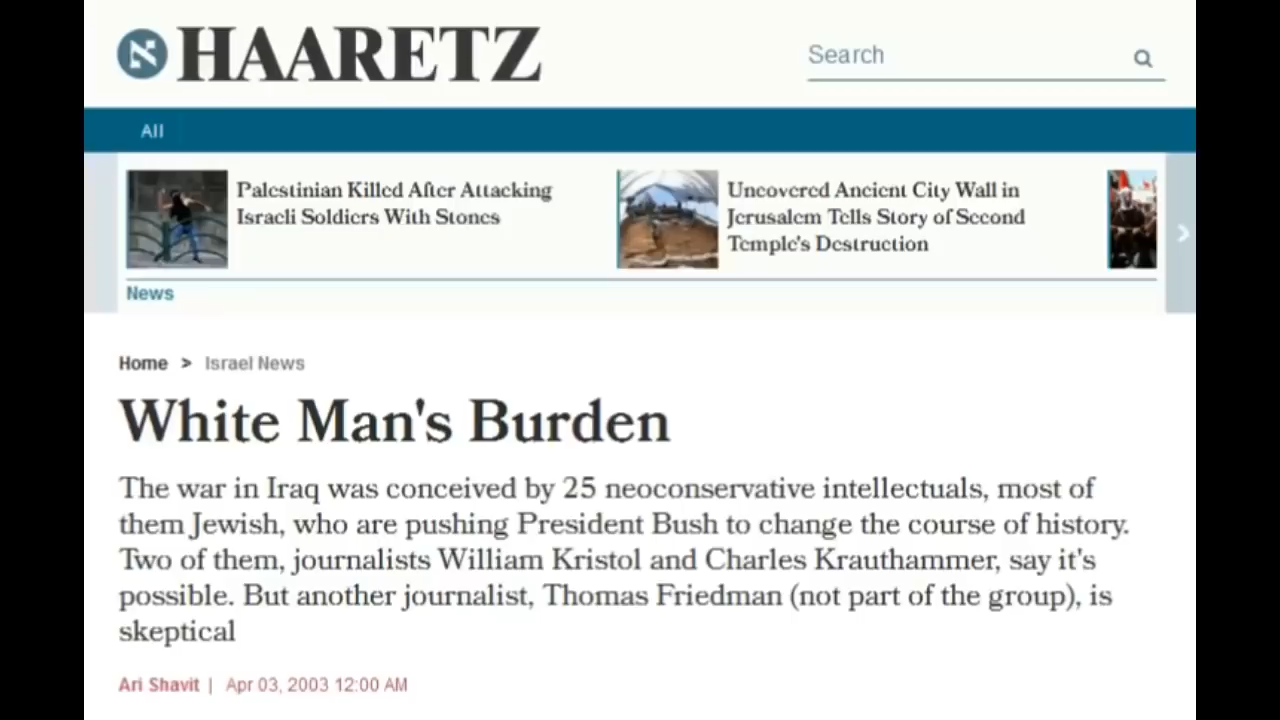 HAARETZ
Search
All
Palestinian Killed After Attacking
Israeli Soldiers With Stones
Uncovered Ancient City Wall in
Jerusalem Tells Story of Second
Temple's Destruction
News
Home > Israel News
White Man's Burden
The war in Iraq was conceived by 25 neoconservative intellectuals, most of
them Jewish, who are pushing President Bush to change the course of history.
Two of them, journalists William Kristol and Charles Krauthammer, say it's
possible. But another journalist, Thomas Friedman (not part of the group), is
skeptical
Ari Shavit | Apr 03, 2003 12:00 AM